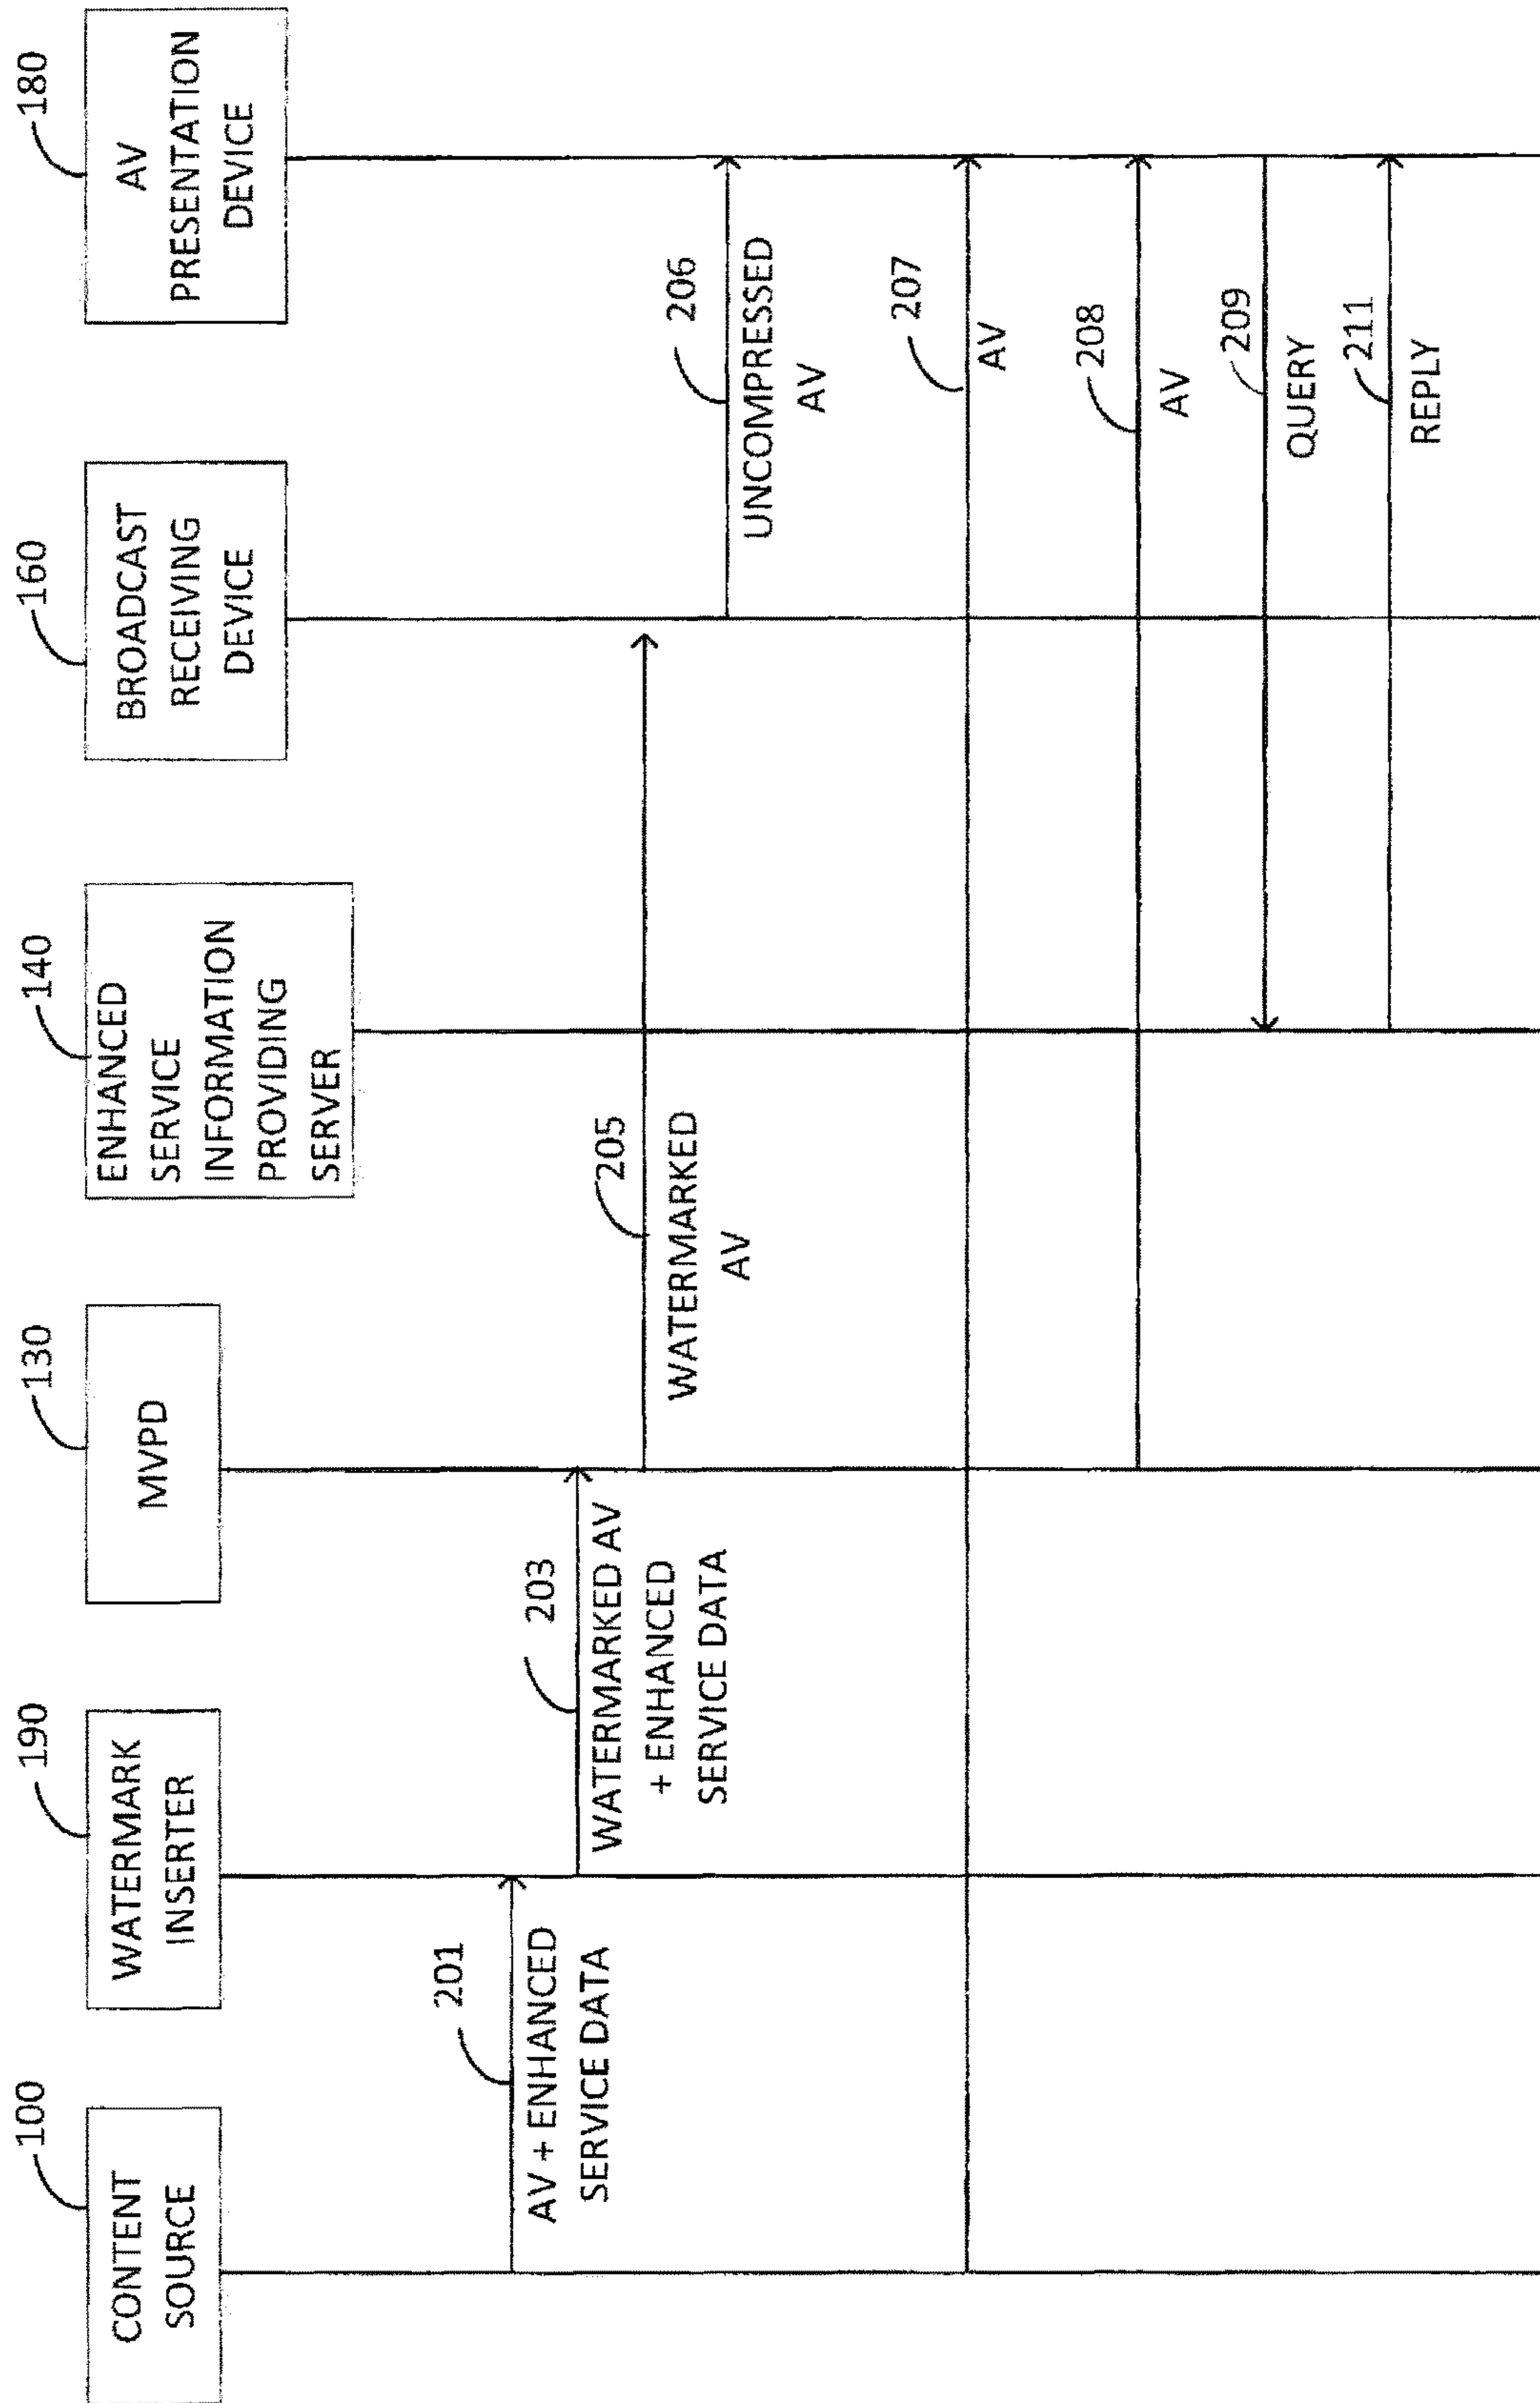 100
CONTENT
SOURCE
190
WATERMARK
INSERTER
130
MVPD
140
ENHANCED
SERVICE
INFORMATION
PROVIDING
SERVER
160
BROADCAST
RECEIVING
DEVICE
180
AV
PRESENTATION
DEVICE
201
AV + ENHANCED
SERVICE DATA
203
WATERMARKED AV
+ ENHANCED
SERVICE DATA
205
WATERMARKED
AV
206
UNCOMPRESSED
AV
207
AV
208
AV
209
QUERY
211
REPLY